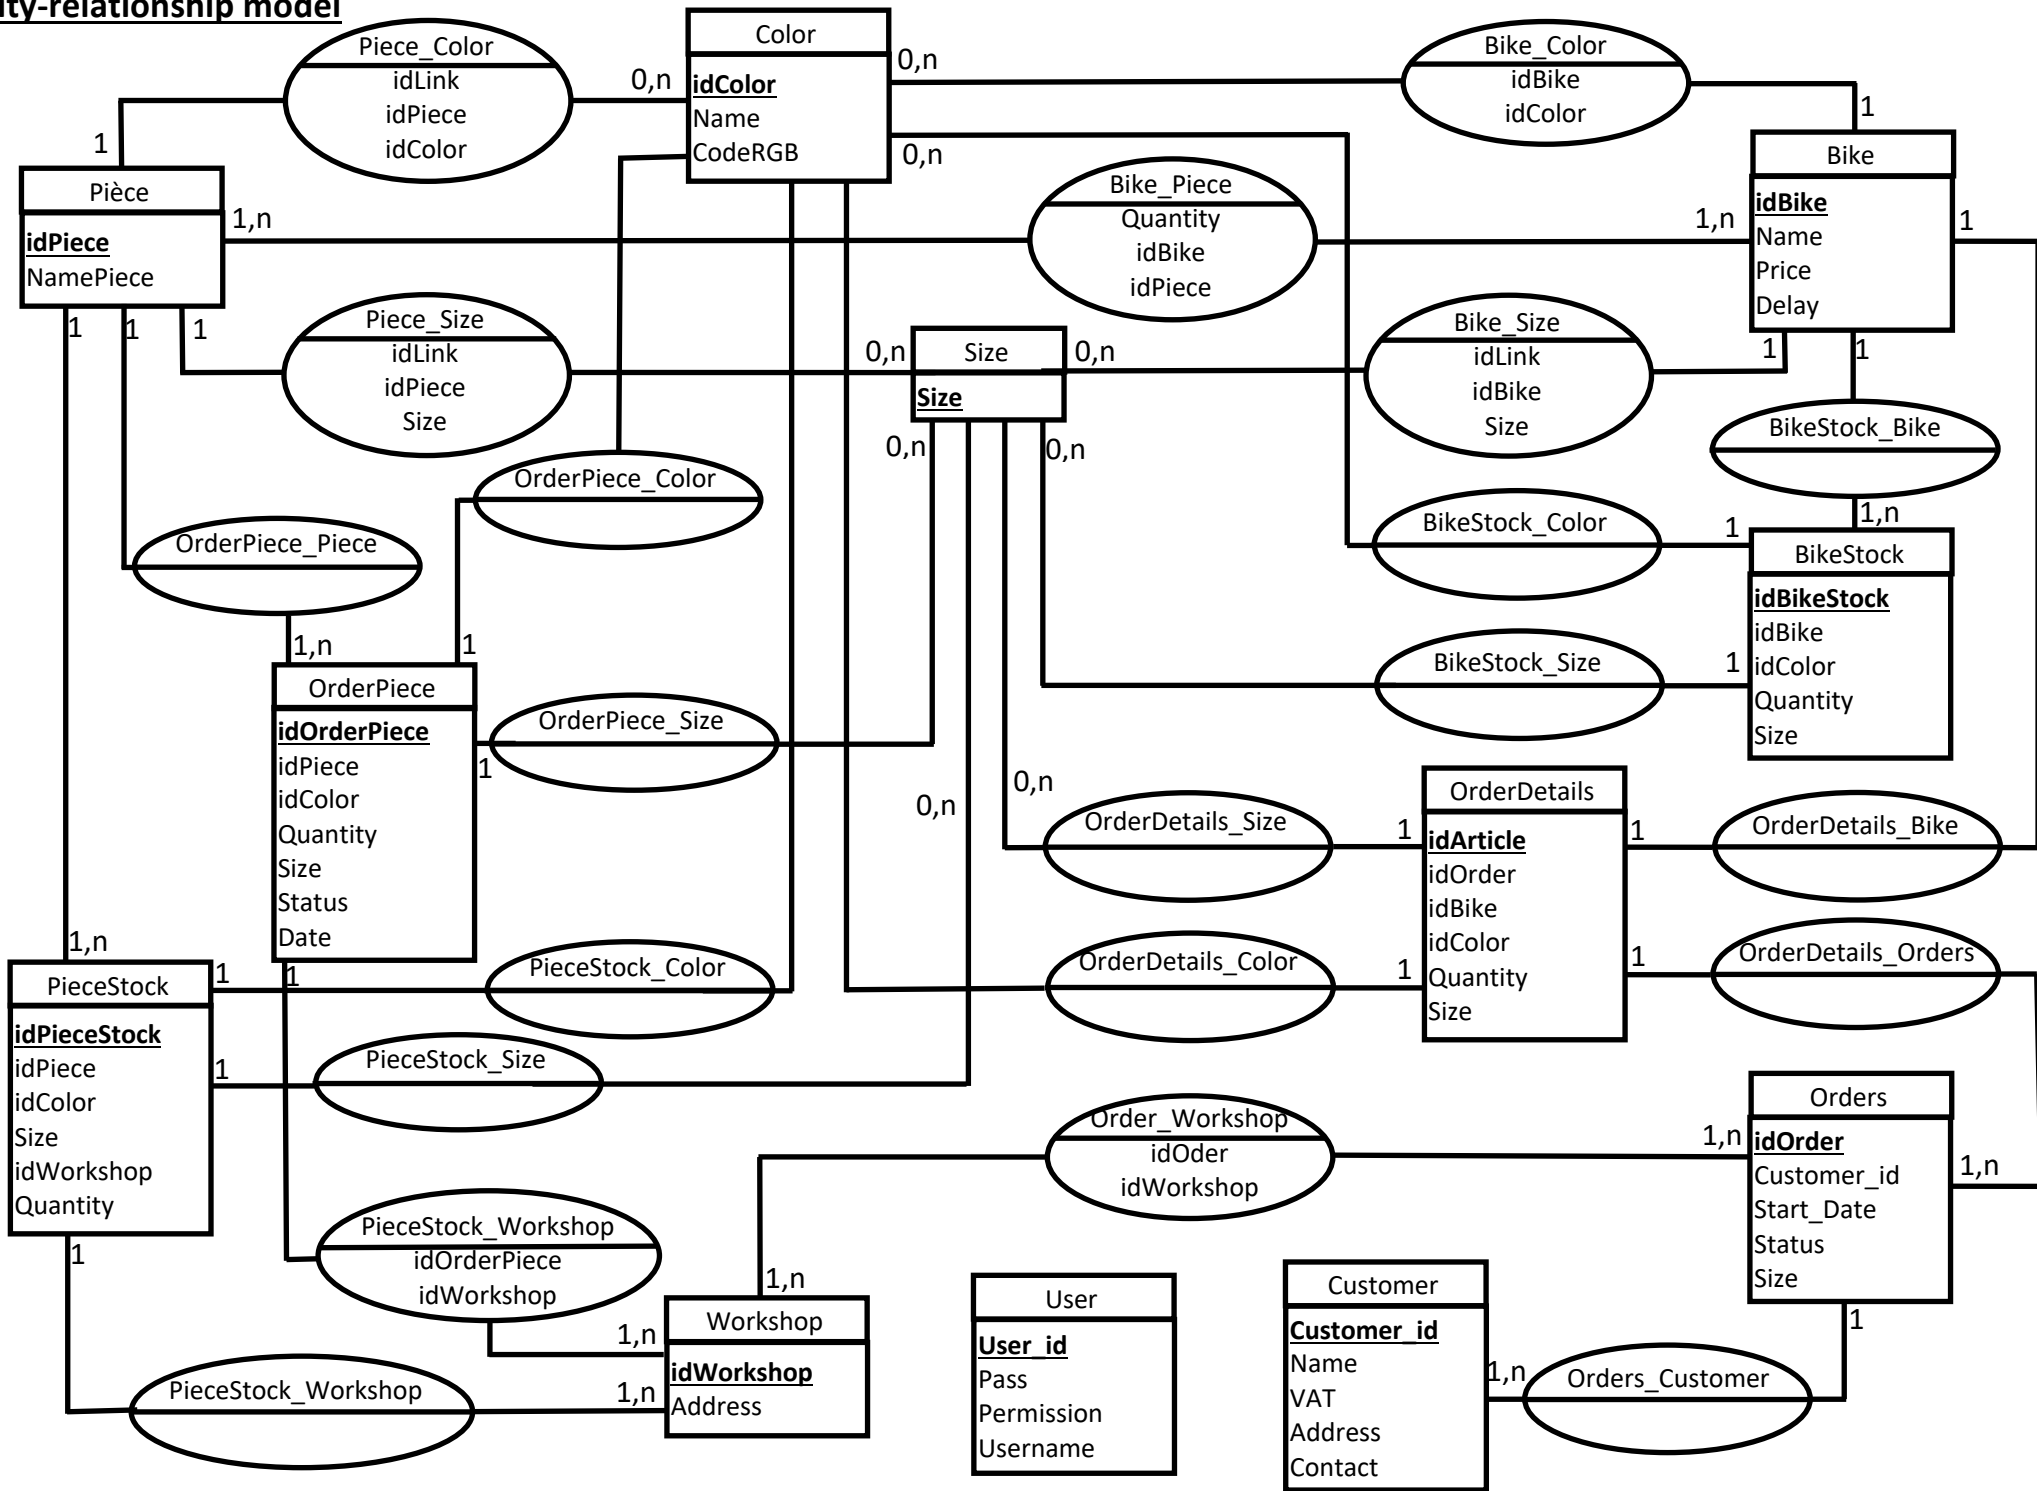 ity-relationship model
Piece_Color
idLink
idPiece
idColor
0,n
1
Color
idColor
Name
CodeRGB
0,n
0,n
Bike_Color
idBike
idColor
1
Pièce
idPiece
NamePiece
1,n
1
1
1
Bike_Piece
Quantity
idBike
idPiece
1,n
Bike
idBike
Name
Price
Delay
1
1
1
Piece_Size
idLink
idPiece
Size
0,n
Size
Size
0,n
0,n
0,n
Bike_Size
idLink
idBike
Size
BikeStock_Bike
1,n
OrderPiece_Color
1
OrderPiece_Piece
1,n
BikeStock_Color
1
BikeStock
idBikeStock
idBike
idColor
Quantity
Size
BikeStock_Size
1
OrderPiece
idOrderPiece
idPiece
idColor
Quantity
Size
Status
Date
1
OrderPiece_Size
1
0,n
0,n
OrderDetails_Size
1
OrderDetails
idArticle
idOrder
idBike
idColor
Quantity
Size
1
OrderDetails_Bike
OrderDetails_Color
1
1
OrderDetails_Orders
1,n
PieceStock
idPieceStock
idPiece
idColor
Size
idWorkshop
Quantity
1
PieceStock_Color
1
PieceStock_Size
1
Order_Workshop
idOder
idWorkshop
1,n
Orders
idOrder
Customer_id
Start_Date
Status
Size
1,n
1
PieceStock_Workshop
idOrderPiece
idWorkshop
1,n
1,n
PieceStock_Workshop
1,n
Workshop
idWorkshop
Address
User
User_id
Pass
Permission
Username
Customer
Customer_id
Name
VAT
Address
Contact
1,n
Orders_Customer